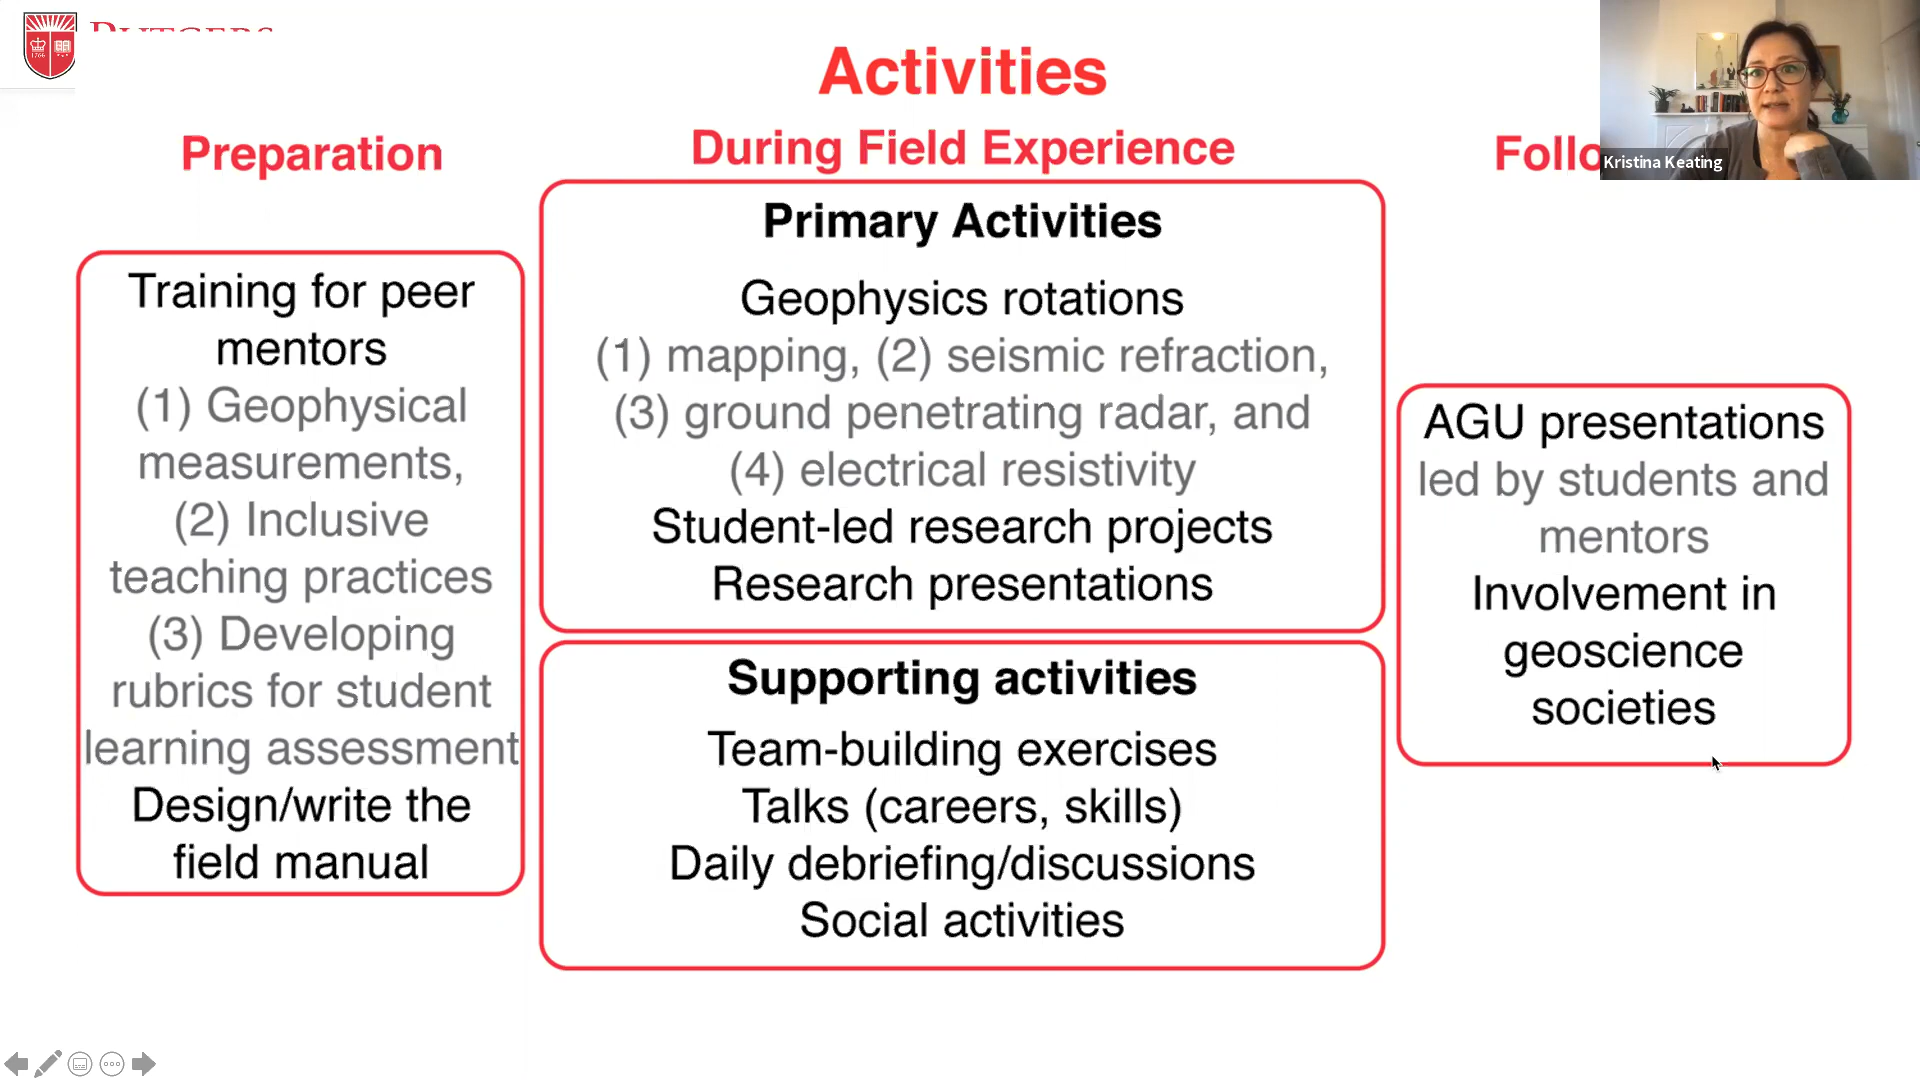 RUTGERS
1766
Activities
Preparation
During Field Experience
Follo
Kristina Keating
Training for peer
mentors
(1) Geophysical
measurements,
(2) Inclusive
teaching practices
(3) Developing
rubrics for student
learning assessment
Design/write the
field manual
Primary Activities
Geophysics rotations
(1) mapping, (2) seismic refraction,
(3) ground penetrating radar, and
(4) electrical resistivity
Student-led research projects
Research presentations
Supporting activities
Team-building exercises
Talks (careers, skills)
Daily debriefing/discussions
Social activities
AGU presentations
led by students and
mentors
Involvement in
geoscience
societies